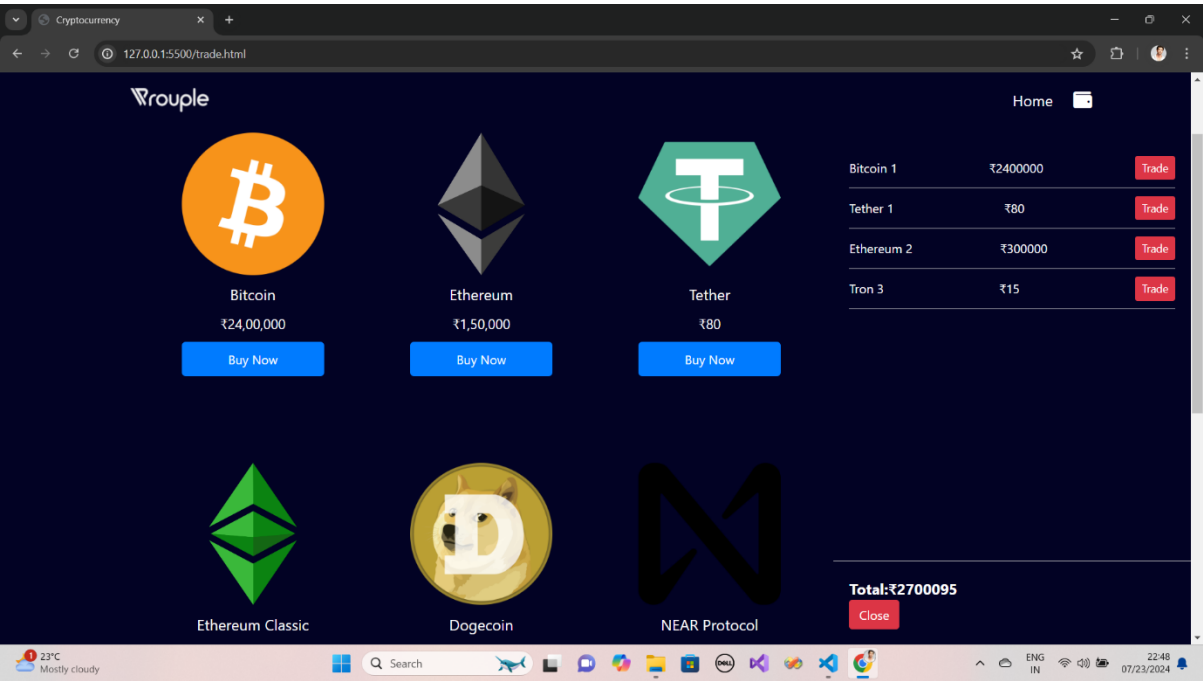 Cryptocurrency
127.0.0.1:5500/trade.html
Wrouple
Home
Bitcoin
₹24,00,000
Buy Now
Ethereum
₹1,50,000
Buy Now
Tether
₹80
Buy Now
Ethereum Classic
Dogecoin
NEAR Protocol
Bitcoin 1 ₹2400000 Trade
Tether 1 ₹80 Trade
Ethereum 2 ₹300000 Trade
Tron 3 ₹15 Trade
Total:₹2700095
Close
1
23°C
Mostly cloudy
Search
DELL
ENG
IN
22:48
07/23/2024